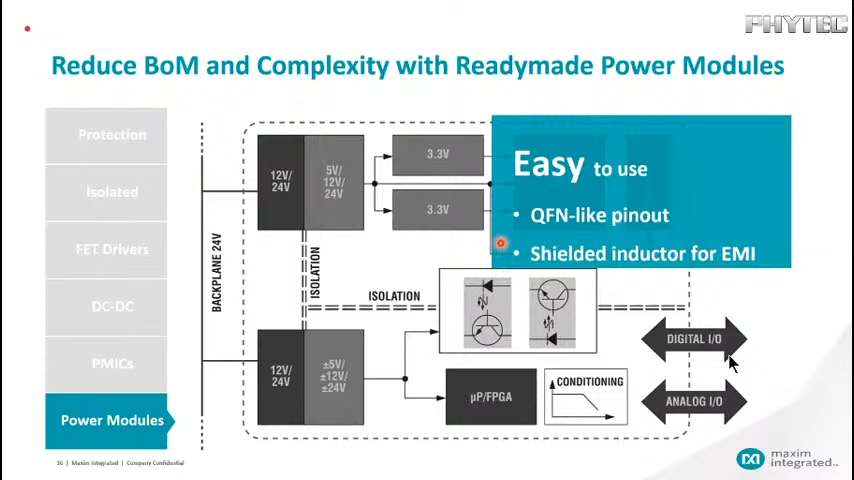 PHYTEC
Reduce BoM and Complexity with Readymade Power Modules
Protection
Isolated
FET Drivers
DC-DC
PMICs
Power Modules
BACKPLANE 24V
12V/
24V
5V/
12V/
24V
3.3V
3.3V
Easy to use
• QFN-like pinout
• Shielded inductor for EMI
ISOLATION
ISOLATION
12V/
24V
±5V/
±12V/
±24V
µP/FPGA
CONDITIONING
DIGITAL I/O
ANALOG I/O
36 | Maxim Integrated | Company Confidential
maxim
integrated™